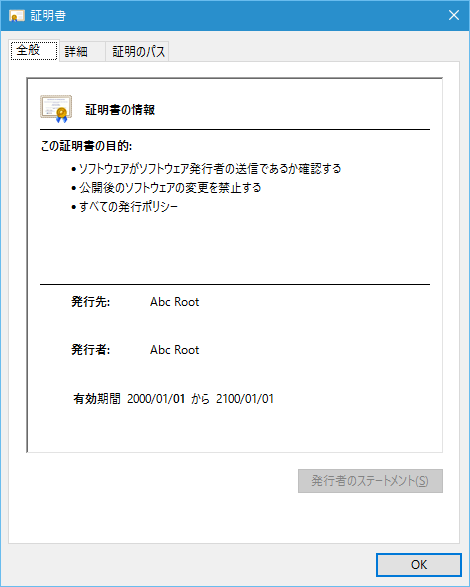 証明書
全般 詳細 証明のパス
証明書の情報
この証明書の目的:
• ソフトウェアがソフトウェア発行者の送信であるか確認する
• 公開後のソフトウェアの変更を禁止する
• すべての発行ポリシー
発行先: Abc Root
発行者: Abc Root
有効期間 2000/01/01 から 2100/01/01
発行者のステートメント(S)
OK